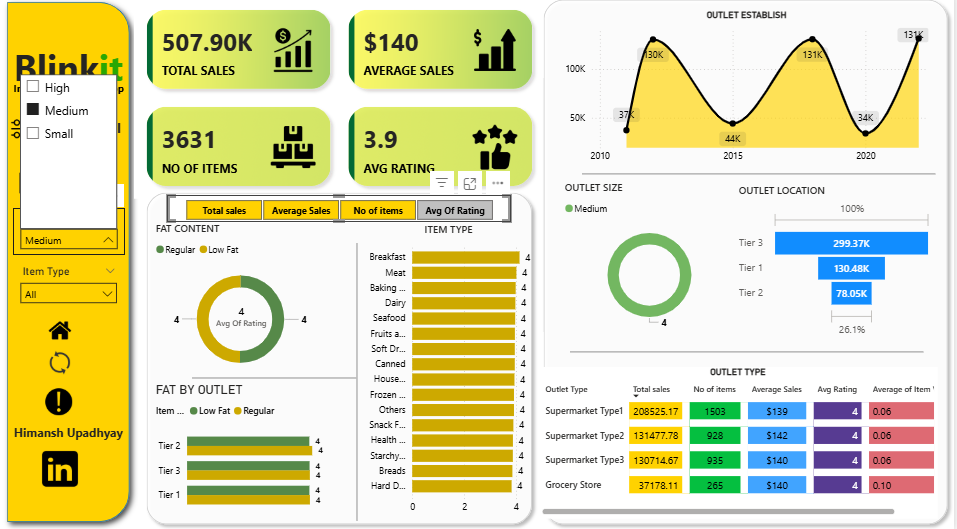 Blinkit
High
Medium
Small
Medium
Item Type
All
Himansh Upadhyay
in
507.90K
TOTAL SALES
$140
AVERAGE SALES
3631
NO OF ITEMS
3.9
AVG RATING
Total sales
Average Sales
No of items
Avg Of Rating
FAT CONTENT
Regular Low Fat
4
4
Avg Of Rating
4
FAT BY OUTLET
Item ... Low Fat Regular
Tier 2 4
4
Tier 3 4
4
Tier 1 4
4
ITEM TYPE
Breakfast 4
Meat 4
Baking ... 4
Dairy 4
Seafood 4
Fruits a... 4
Soft Dr... 4
Canned 4
House... 4
Frozen ... 4
Others 4
Snack F... 4
Health ... 4
Starchy... 4
Breads 4
Hard D... 4
0 2 4
OUTLET ESTABLISH
100K
50K
37K
130K
44K
131K
34K
131K
2010 2015 2020
OUTLET SIZE
Medium
4
OUTLET LOCATION
100%
Tier 3 299.37K
Tier 1 130.48K
Tier 2 78.05K
26.1%
OUTLET TYPE
Outlet Type Total sales No of items Average Sales Avg Rating Average of Item
Supermarket Type1 208525.17 1503 $139 4 0.06
Supermarket Type2 131477.78 928 $142 4 0.06
Supermarket Type3 130714.67 935 $140 4 0.06
Grocery Store 37178.11 265 $140 4 0.10